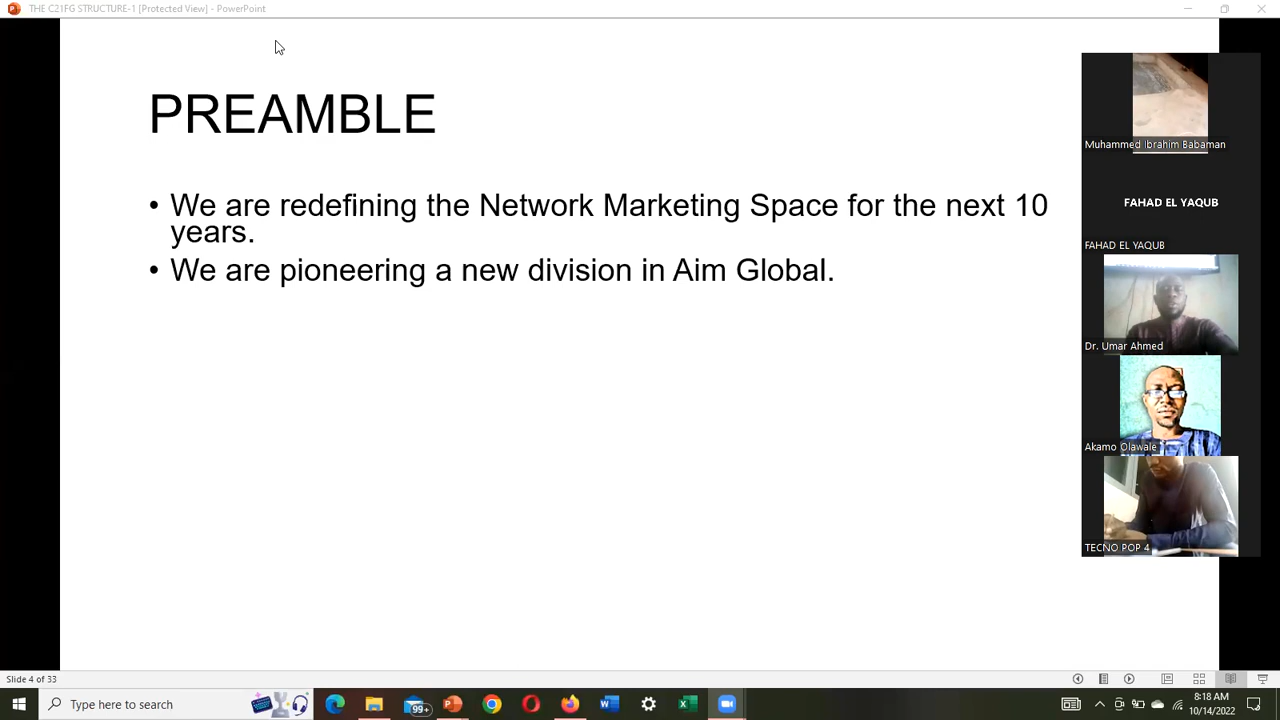 THE C21FG STRUCTURE-1 [Protected View] - PowerPoint
PREAMBLE
• We are redefining the Network Marketing Space for the next 10
years.
• We are pioneering a new division in Aim Global.
Muhammed Ibrahim Babaman
FAHAD EL YAQUB
FAHAD EL YAQUB
Dr. Umar Ahmed
Akamo Olawale
TECNO POP 4
Slide 4 of 33
Type here to search
99+
8:18 AM
10/14/2022